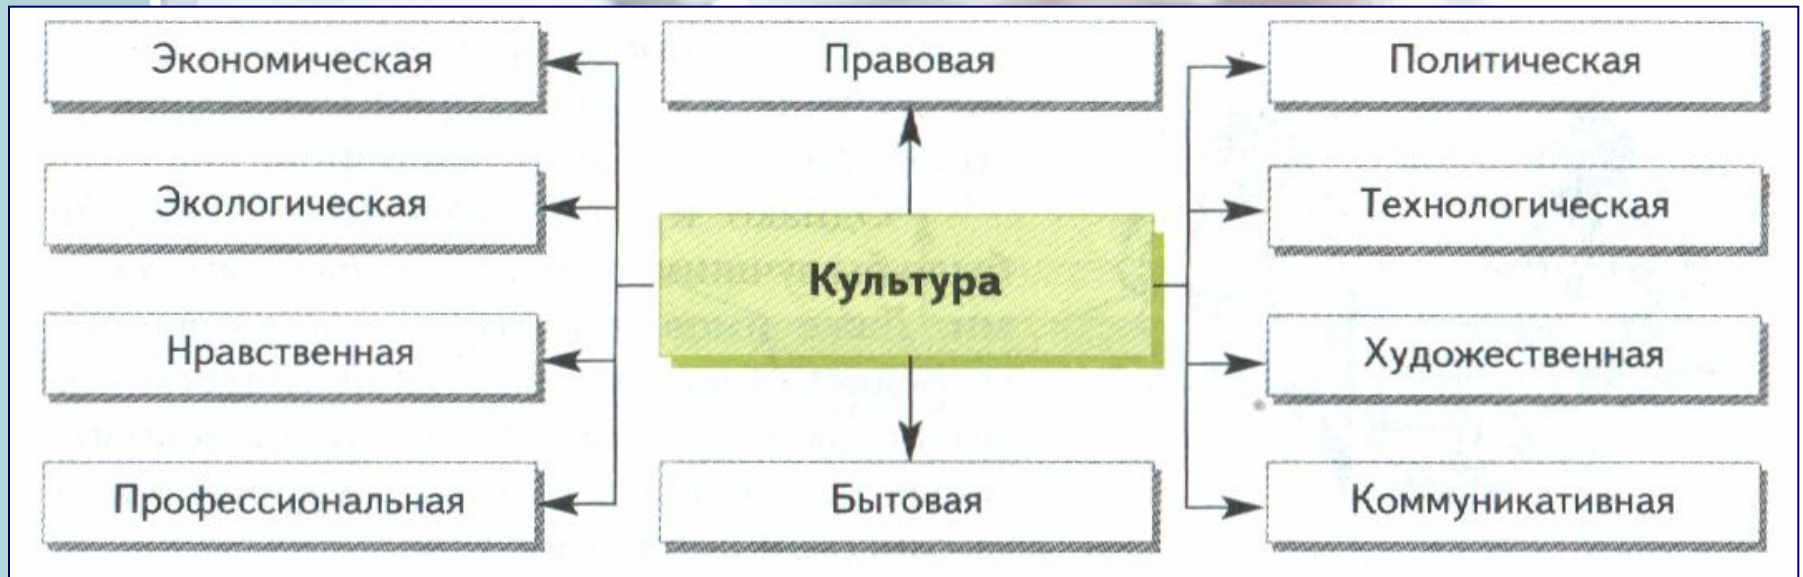 Экономическая
Правовая
Политическая
Экологическая
Технологическая
Культура
Нравственная
Художественная
Профессиональная
Бытовая
Коммуникативная